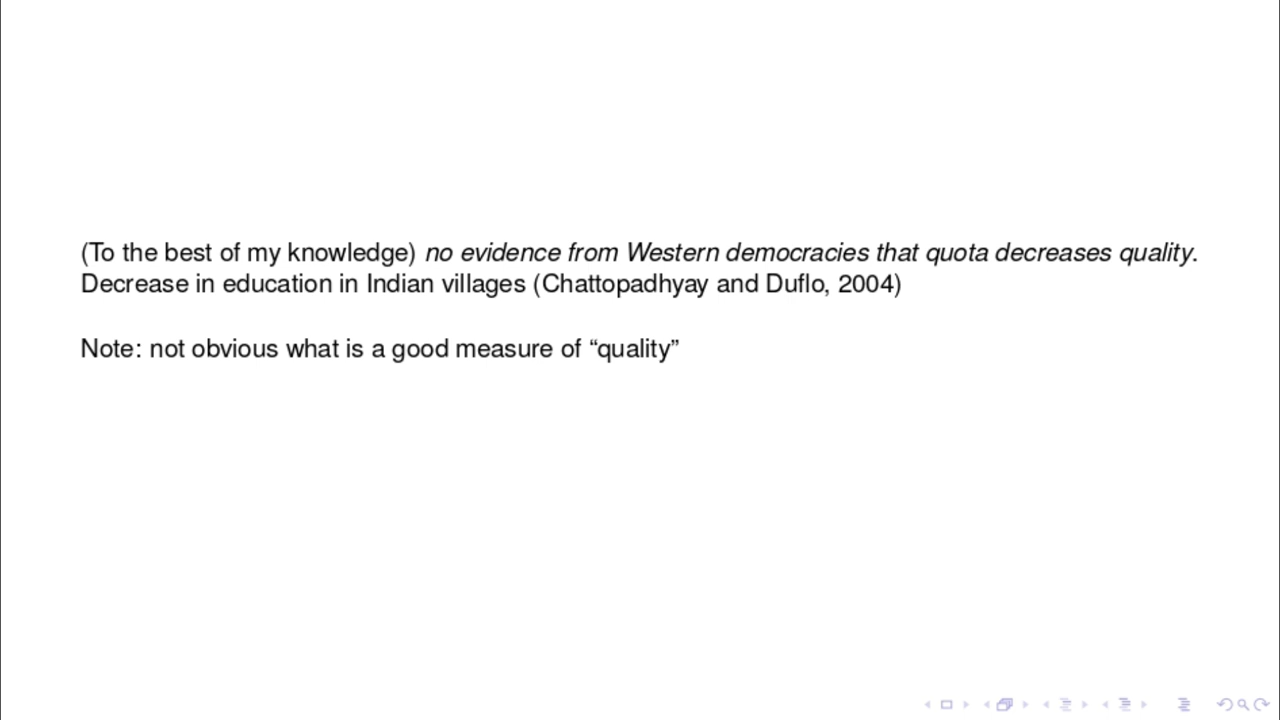 (To the best of my knowledge) no evidence from Western democracies that quota decreases quality.
Decrease in education in Indian villages (Chattopadhyay and Duflo, 2004)
Note: not obvious what is a good measure of “quality”